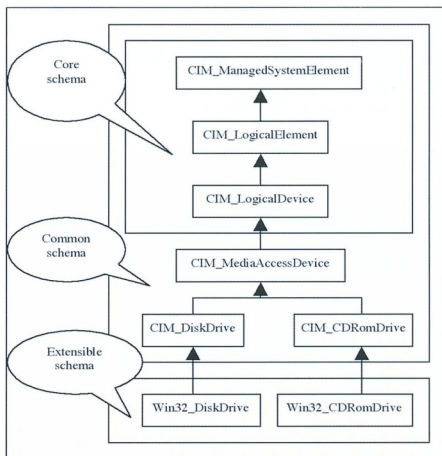 Core
schema
CIM_ManagedSystemElement
CIM_LogicalElement
CIM_LogicalDevice
Common
schema
CIM_MediaAccessDevice
CIM_DiskDrive
CIM_CDRomDrive
Extensible
schema
Win32_DiskDrive
Win32_CDRomDrive